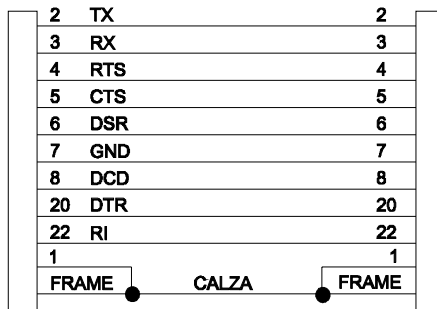 2 TX 2
3 RX 3
4 RTS 4
5 CTS 5
6 DSR 6
7 GND 7
8 DCD 8
20 DTR 20
22 RI 22
1 1
FRAME CALZA FRAME